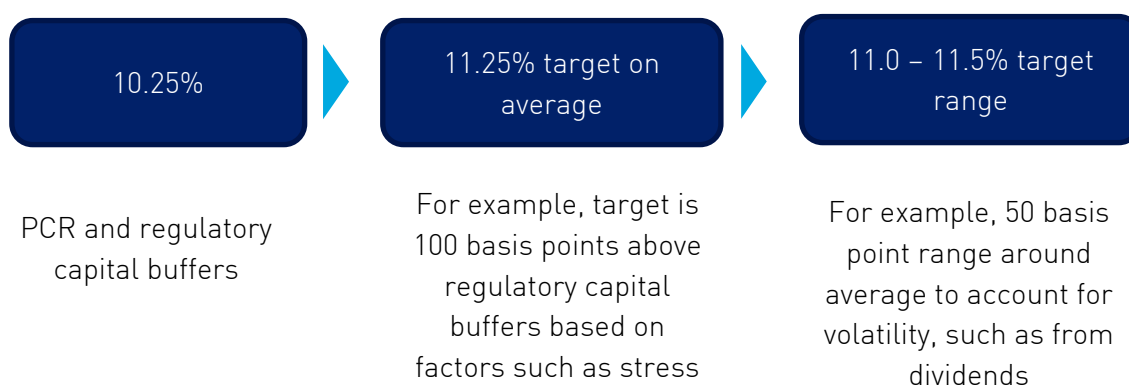 10.25%
11.25% target on
average
11.0 – 11.5% target
range
PCR and regulatory
capital buffers
For example, target is
100 basis points above
regulatory capital
buffers based on
factors such as stress
For example, 50 basis
point range around
average to account for
volatility, such as from
dividends